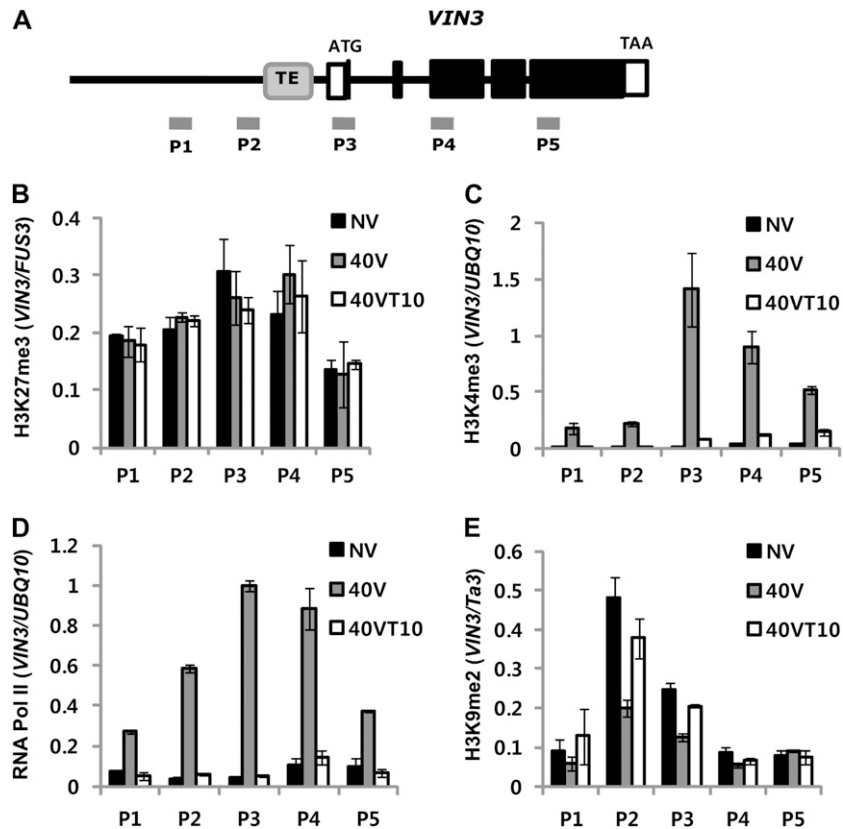 A
VIN3
ATG
TAA
TE
P1
P2
P3
P4
P5
B
H3K27me3 (VIN3/FUS3)
0.4
0.3
0.2
0.1
0
NV
40V
40VT10
P1 P2 P3 P4 P5
C
H3K4me3 (VIN3/UBQ10)
2
1.5
1
0.5
0
NV
40V
40VT10
P1 P2 P3 P4 P5
D
RNA Pol II (VIN3/UBQ10)
1.2
1
0.8
0.6
0.4
0.2
0
NV
40V
40VT10
P1 P2 P3 P4 P5
E
H3K9me2 (VIN3/Ta3)
0.6
0.5
0.4
0.3
0.2
0.1
0
NV
40V
40VT10
P1 P2 P3 P4 P5